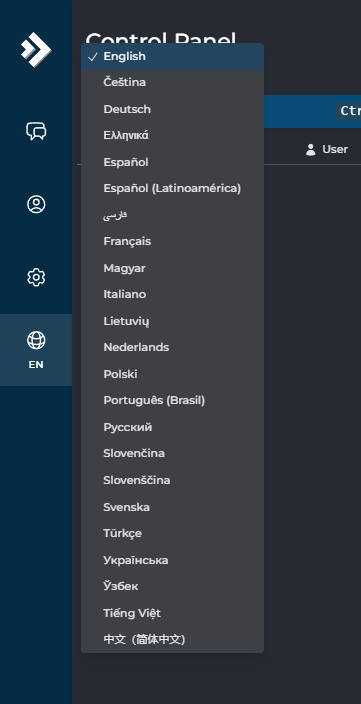 Control Panel
English
Čeština
Deutsch
Ελληνικά
Español
Español (Latinoamérica)
فارسی
Français
Magyar
Italiano
Lietuvių
Nederlands
Polski
Português (Brasil)
Русский
Slovenčina
Slovenščina
Svenska
Türkçe
Українська
Ўзбек
Tiếng Việt
中文 (简体中文)
Ctr
User
EN